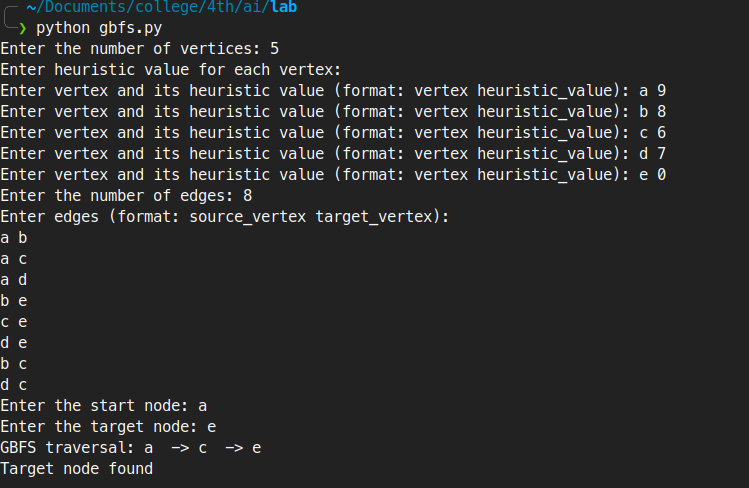 ~/Documents/college/4th/ai/lab
❯ python gbfs.py
Enter the number of vertices: 5
Enter heuristic value for each vertex:
Enter vertex and its heuristic value (format: vertex heuristic_value): a 9
Enter vertex and its heuristic value (format: vertex heuristic_value): b 8
Enter vertex and its heuristic value (format: vertex heuristic_value): c 6
Enter vertex and its heuristic value (format: vertex heuristic_value): d 7
Enter vertex and its heuristic value (format: vertex heuristic_value): e 0
Enter the number of edges: 8
Enter edges (format: source_vertex target_vertex):
a b
a c
a d
b e
c e
d e
b c
d c
Enter the start node: a
Enter the target node: e
GBFS traversal: a  -> c  -> e
Target node found